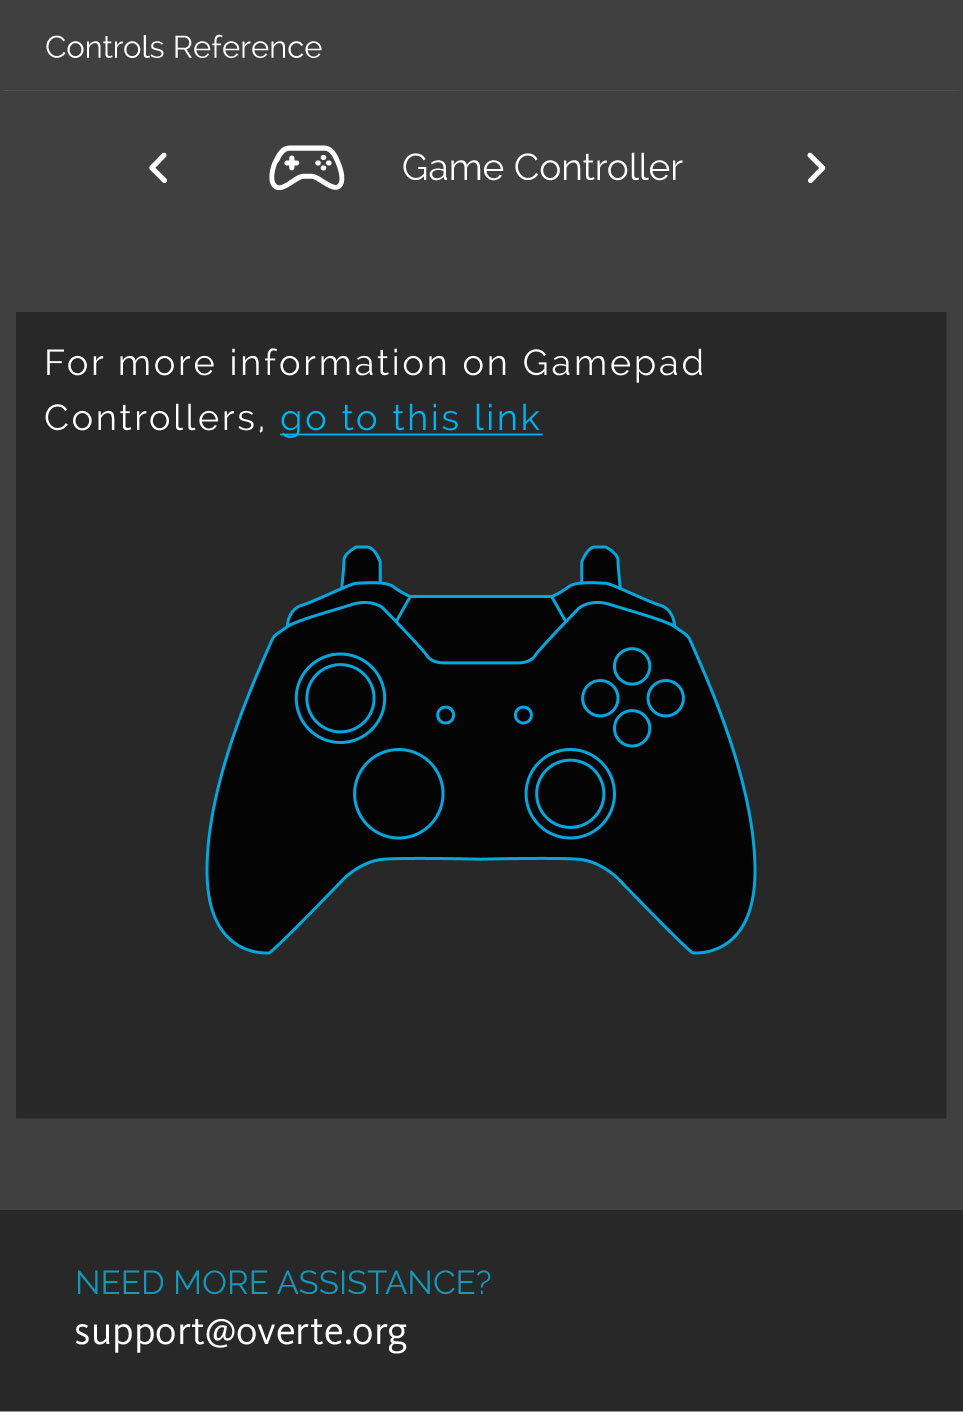 Controls Reference
Game Controller
For more information on Gamepad
Controllers, go to this link
NEED MORE ASSISTANCE?
support@overte.org